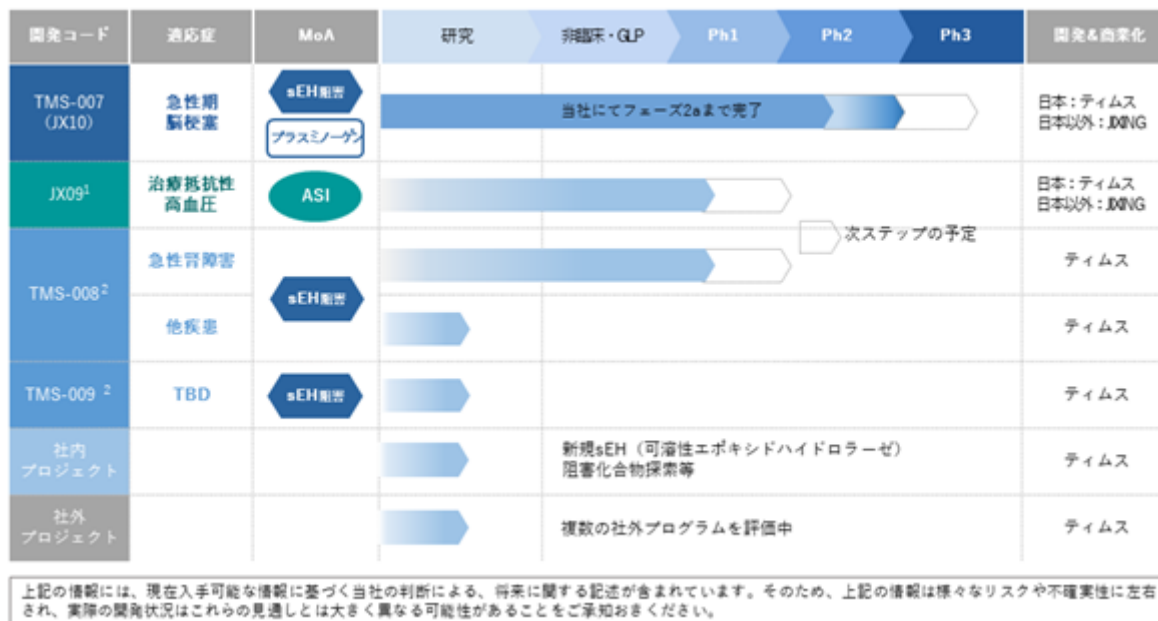 開発コード 適応症 MoA 研究 非臨床・GLP Ph1 Ph2 Ph3 開発&商業化
TMS-007
(JX10)
急性期
脳梗塞
sEH阻害
プラスミノーゲン
当社にてフェーズ2aまで完了
日本:ティムス
日本以外:JIXING
JX09¹
治療抵抗性
高血圧
ASI
日本:ティムス
日本以外:JIXING
次ステップの予定
TMS-008²
急性腎障害
sEH阻害
ティムス
他疾患
ティムス
TMS-009 ²
TBD
sEH阻害
ティムス
社内
プロジェクト
新規sEH(可溶性エポキシドハイドロラーゼ)
阻害化合物探索等
ティムス
社外
プロジェクト
複数の社外プログラムを評価中
ティムス
上記の情報には、現在入手可能な情報に基づく当社の判断による、将来に関する記述が含まれています。そのため、上記の情報は様々なリスクや不確実性に左右
され、実際の開発状況はこれらの見通しとは大きく異なる可能性があることをご承知おきください。